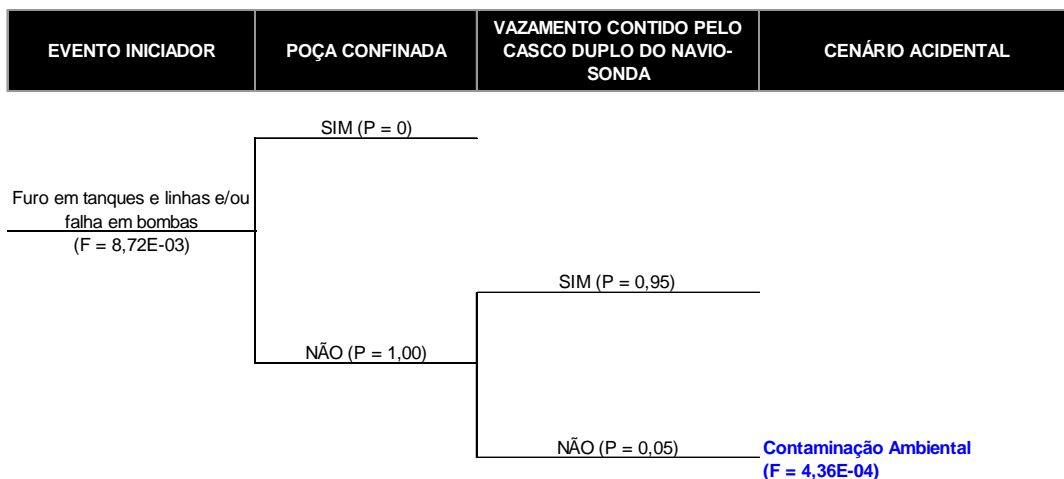 EVENTO INICIADOR
POÇA CONFINADA
VAZAMENTO CONTIDO PELO
CASCO DUPLO DO NAVIO-
SONDA
CENÁRIO ACIDENTAL
SIM (P = 0)
Furo em tanques e linhas e/ou
falha em bombas
(F = 8,72E-03)
SIM (P = 0,95)
NÃO (P = 1,00)
NÃO (P = 0,05)
Contaminação Ambiental
(F = 4,36E-04)